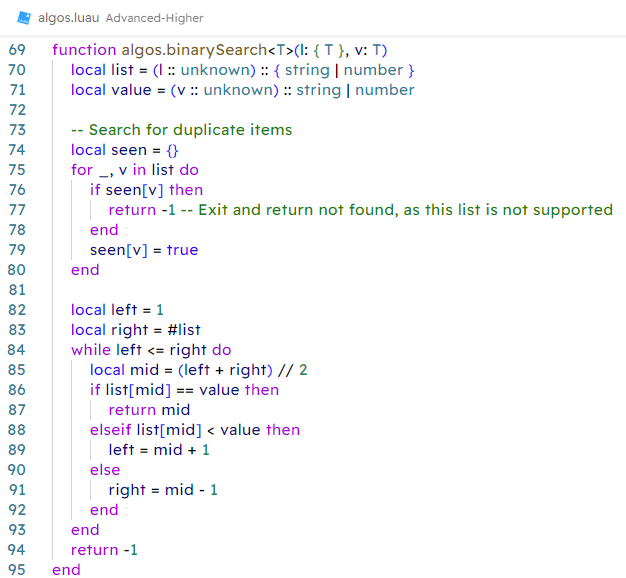 algos.luau Advanced-Higher
69 function algos.binarySearch<T>(l: { T }, v: T)
70 local list = (l :: unknown) :: { string | number }
71 local value = (v :: unknown) :: string | number
72
73 -- Search for duplicate items
74 local seen = {}
75 for _, v in list do
76 if seen[v] then
77 return -1 -- Exit and return not found, as this list is not supported
78 end
79 seen[v] = true
80 end
81
82 local left = 1
83 local right = #list
84 while left <= right do
85 local mid = (left + right) // 2
86 if list[mid] == value then
87 return mid
88 elseif list[mid] < value then
89 left = mid + 1
90 else
91 right = mid - 1
92 end
93 end
94 return -1
95 end